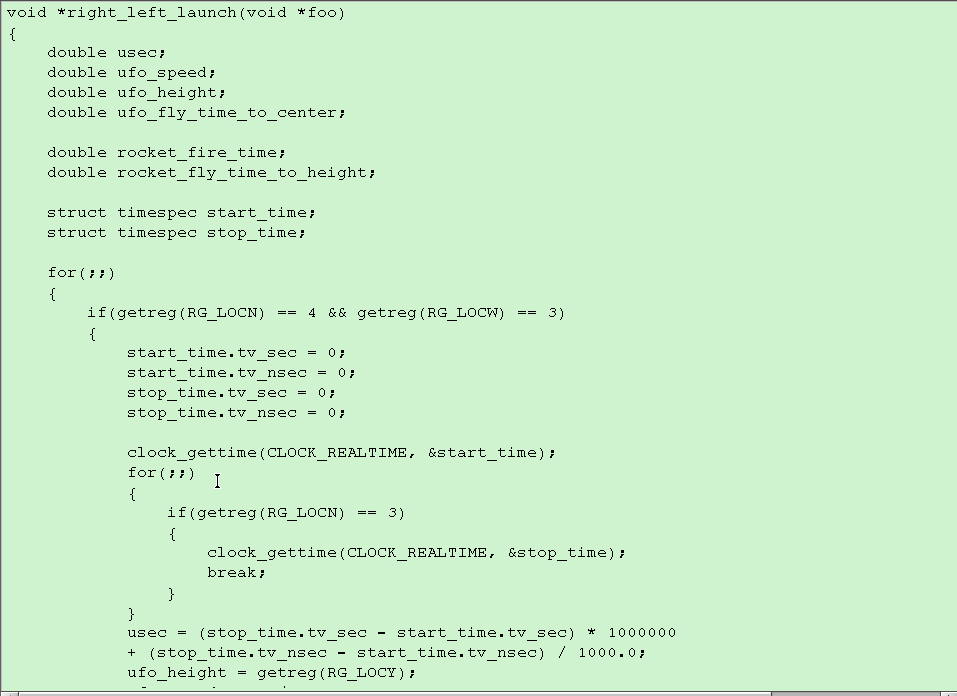 void *right_left_launch(void *foo)
{
    double usec;
    double ufo_speed;
    double ufo_height;
    double ufo_fly_time_to_center;

    double rocket_fire_time;
    double rocket_fly_time_to_height;

    struct timespec start_time;
    struct timespec stop_time;

    for(;;)
    {
        if(getreg(RG_LOCN) == 4 && getreg(RG_LOCW) == 3)
        {
            start_time.tv_sec = 0;
            start_time.tv_nsec = 0;
            stop_time.tv_sec = 0;
            stop_time.tv_nsec = 0;

            clock_gettime(CLOCK_REALTIME, &start_time);
            for(;;)
            {
                if(getreg(RG_LOCN) == 3)
                {
                    clock_gettime(CLOCK_REALTIME, &stop_time);
                    break;
                }
            }
            usec = (stop_time.tv_sec - start_time.tv_sec) * 1000000
            + (stop_time.tv_nsec - start_time.tv_nsec) / 1000.0;
            ufo_height = getreg(RG_LOCY);